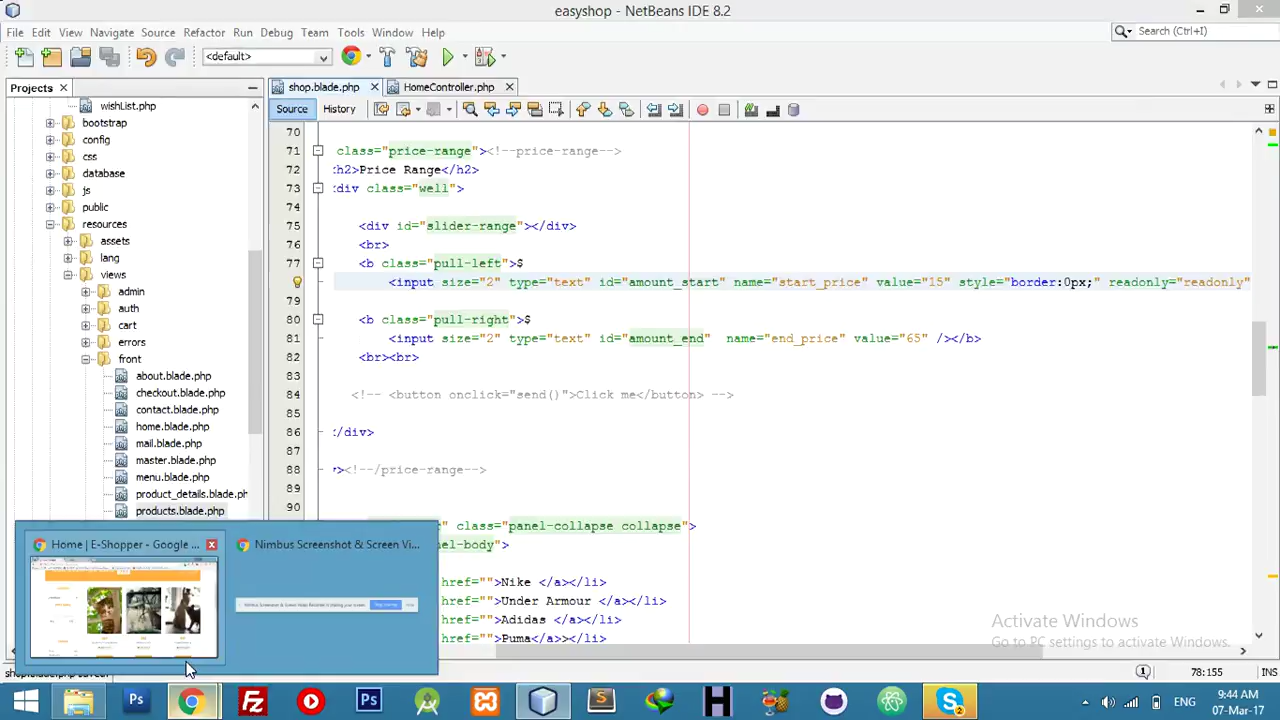 easyshop - NetBeans IDE 8.2
File Edit View Navigate Source Refactor Run Debug Team Tools Window Help
Search (Ctrl+I)
<default>
Projects
shop.blade.php
HomeController.php
Source
History
wishList.php
bootstrap
config
css
database
js
public
resources
assets
lang
views
admin
auth
cart
errors
front
about.blade.php
checkout.blade.php
contact.blade.php
home.blade.php
mail.blade.php
master.blade.php
menu.blade.php
product_details.blade.ph
products.blade.php
70
71 class="price-range"><!--price-range-->
72 h2>Price Range</h2>
73 div class="well">
75 <div id="slider-range"></div>
76 <br>
77 <b class="pull-left">$
<input size="2" type="text" id="amount_start" name="start_price" value="15" style="border:0px;" readonly="readonly"
79
80 <b class="pull-right">$
81 <input size="2" type="text" id="amount_end" name="end_price" value="65" /></b>
82 <br><br>
83
84 <!-- <button onclick="send()">Click me</button> -->
85
86 /div>
88 ><!--/price-range-->
89
90
class="panel-collapse collapse">
nel-body">
href="">Nike </a></li>
href="">Under Armour </a></li>
href="">Adidas </a></li>
href="">Puma</a></li>
Home | E-Shopper - Google ...
Nimbus Screenshot & Screen Vi...
Activate Windows
Go to PC settings to activate Windows.
78:155
INS
ENG
9:44 AM
07-Mar-17